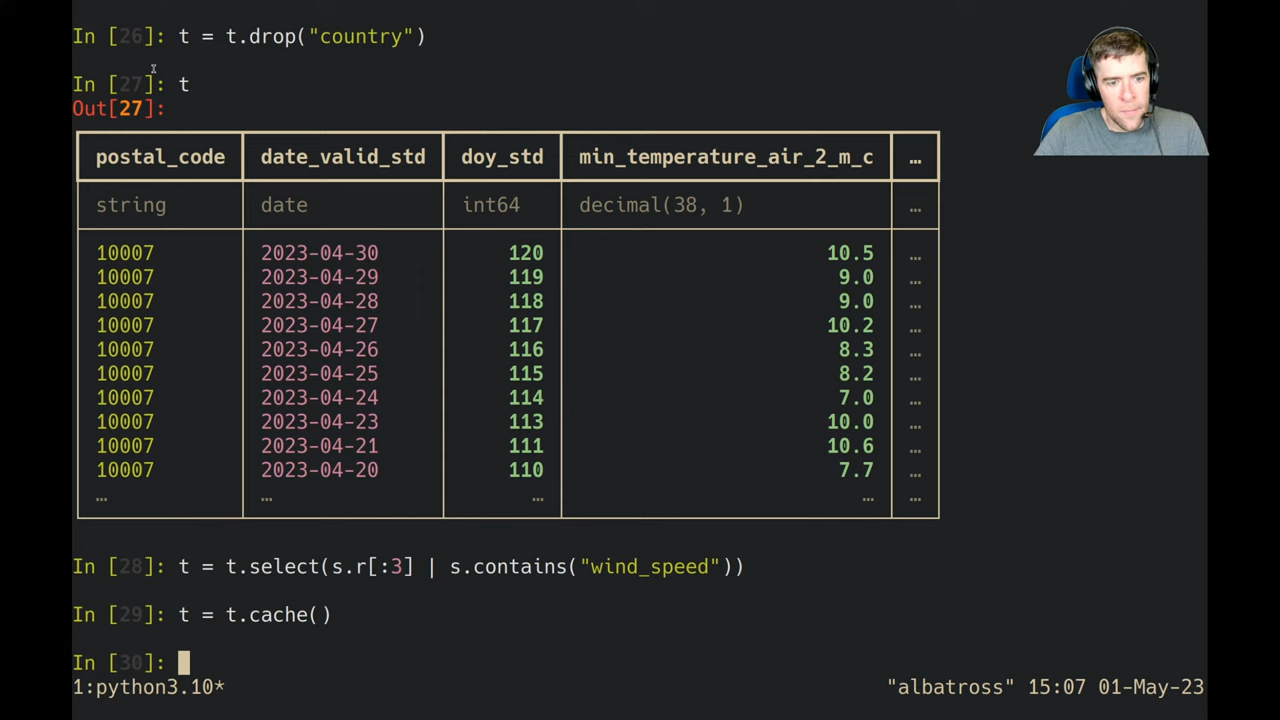 In [26]: t = t.drop("country")
In [27]: t
Out[27]:
postal_code date_valid_std doy_std min_temperature_air_2_m_c …
string date int64 decimal(38, 1) …
10007 2023-04-30 120 10.5 …
10007 2023-04-29 119 9.0 …
10007 2023-04-28 118 9.0 …
10007 2023-04-27 117 10.2 …
10007 2023-04-26 116 8.3 …
10007 2023-04-25 115 8.2 …
10007 2023-04-24 114 7.0 …
10007 2023-04-23 113 10.0 …
10007 2023-04-21 111 10.6 …
10007 2023-04-20 110 7.7 …
… … … … …
In [28]: t = t.select(s.r[:3] | s.contains("wind_speed"))
In [29]: t = t.cache()
In [30]:
1:python3.10* "albatross" 15:07 01-May-23